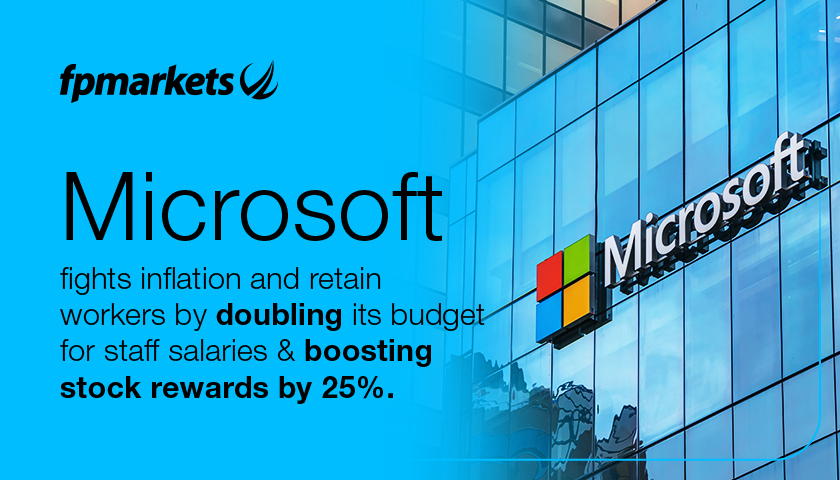 fpmarkets
Microsoft
fights inflation and retain
workers by doubling its budget
for staff salaries & boosting
stock rewards by 25%.
Microsoft